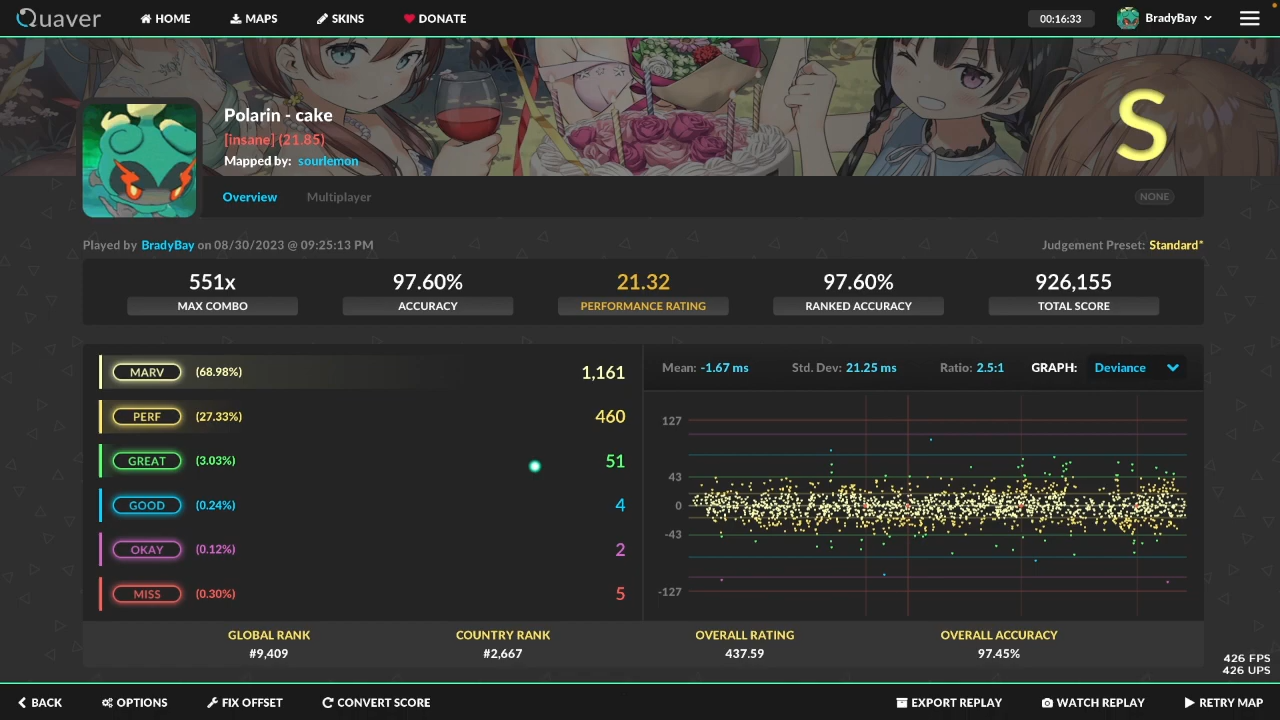 Quaver HOME MAPS SKINS DONATE 00:16:33 BradyBay
Polarin - cake
[insane] (21.85)
Mapped by: sourlemon
S
Overview Multiplayer NONE
Played by BradyBay on 08/30/2023 @ 09:25:13 PM Judgement Preset: Standard*
551x 97.60% 21.32 97.60% 926,155
MAX COMBO ACCURACY PERFORMANCE RATING RANKED ACCURACY TOTAL SCORE
MARV (68.98%) 1,161
PERF (27.33%) 460
GREAT (3.03%) 51
GOOD (0.24%) 4
OKAY (0.12%) 2
MISS (0.30%) 5
Mean: -1.67 ms Std. Dev: 21.25 ms Ratio: 2.5:1 GRAPH: Deviance
127
43
0
-43
-127
GLOBAL RANK COUNTRY RANK OVERALL RATING OVERALL ACCURACY
#9,409 #2,667 437.59 97.45%
426 FPS
426 UPS
BACK OPTIONS FIX OFFSET CONVERT SCORE EXPORT REPLAY WATCH REPLAY RETRY MAP